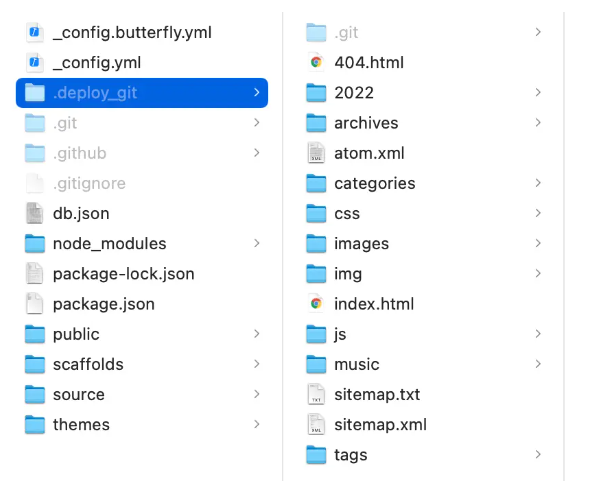 _config.butterfly.yml
_config.yml
.deploy_git
.git
.github
.gitignore
db.json
node_modules
package-lock.json
package.json
public
scaffolds
source
themes
.git
404.html
2022
archives
atom.xml
categories
css
images
img
index.html
js
music
sitemap.txt
sitemap.xml
tags